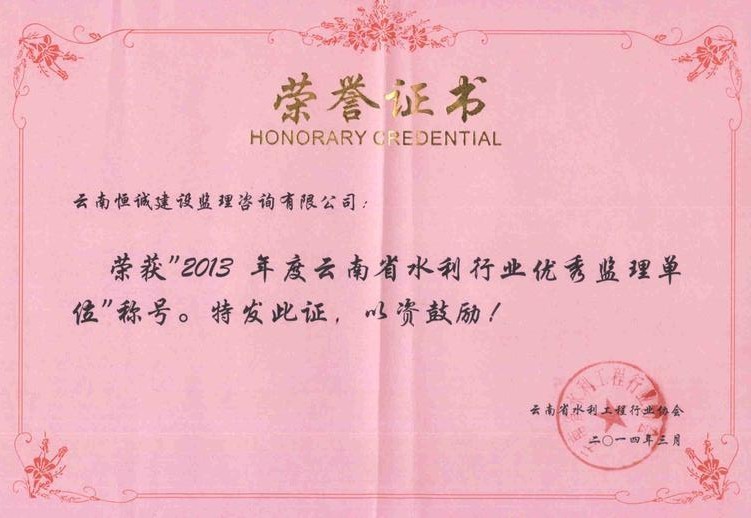 荣誉证书
HONORARY CREDENTIAL
云南恒诚建设监理咨询有限公司：
荣获"2013 年度云南省水利行业优秀监理单
位"称号。特发此证，以资鼓励！
云南省水利工程行业协会
二〇一四年三月